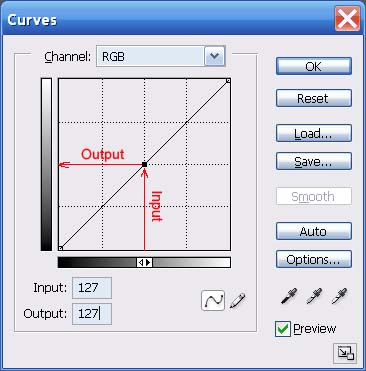 Curves
Channel: RGB
OK
Reset
Load...
Save...
Smooth
Auto
Options...
Preview
Output
Input
Input: 127
Output: 127